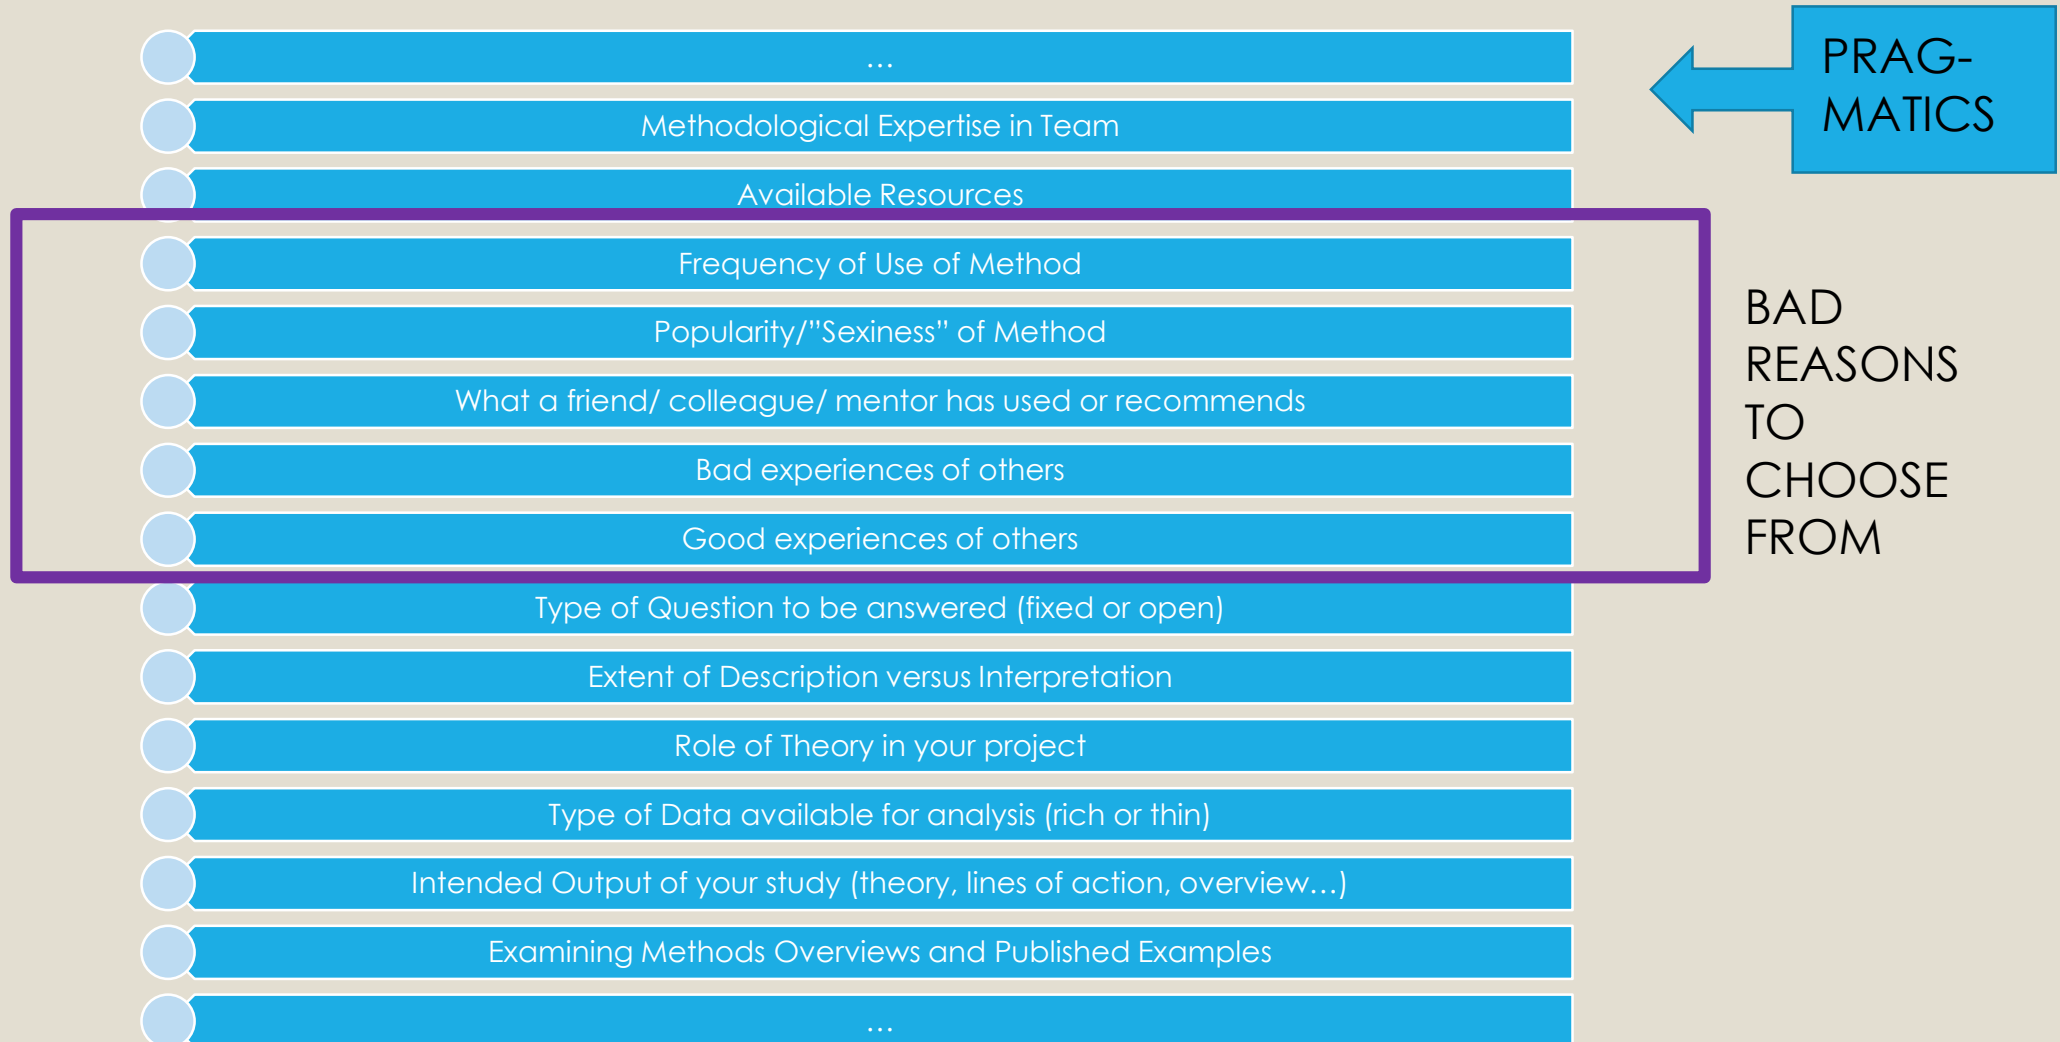 …
Methodological Expertise in Team
Available Resources
Frequency of Use of Method
Popularity/”Sexiness” of Method
What a friend/ colleague/ mentor has used or recommends
Bad experiences of others
Good experiences of others
Type of Question to be answered (fixed or open)
Extent of Description versus Interpretation
Role of Theory in your project
Type of Data available for analysis (rich or thin)
Intended Output of your study (theory, lines of action, overview…)
Examining Methods Overviews and Published Examples
…
PRAG-
MATICS
BAD
REASONS
TO
CHOOSE
FROM